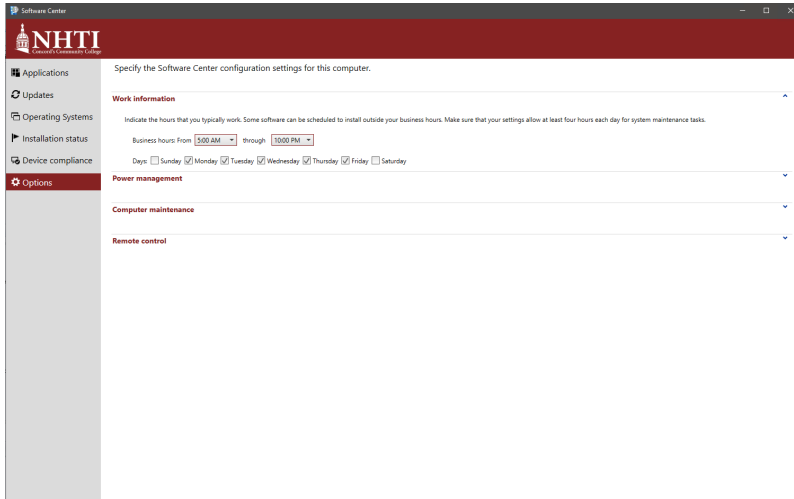 Software Center
NHTI
Concord's Community College
Applications
Updates
Operating Systems
Installation status
Device compliance
Options
Specify the Software Center configuration settings for this computer.
Work information
Indicate the hours that you typically work. Some software can be scheduled to install outside your business hours. Make sure that your settings allow at least four hours each day for system maintenance tasks.
Business hours: From 5:00 AM through 10:00 PM
Days: Sunday Monday Tuesday Wednesday Thursday Friday Saturday
Power management
Computer maintenance
Remote control